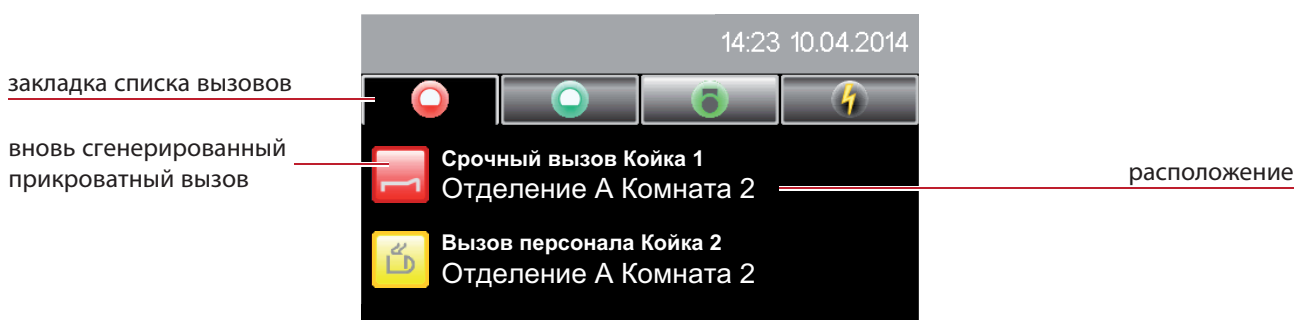 14:23 10.04.2014
закладка списка вызовов
вновь сгенерированный
прикроватный вызов
Срочный вызов Койка 1
Отделение А Комната 2
расположение
Вызов персонала Койка 2
Отделение А Комната 2